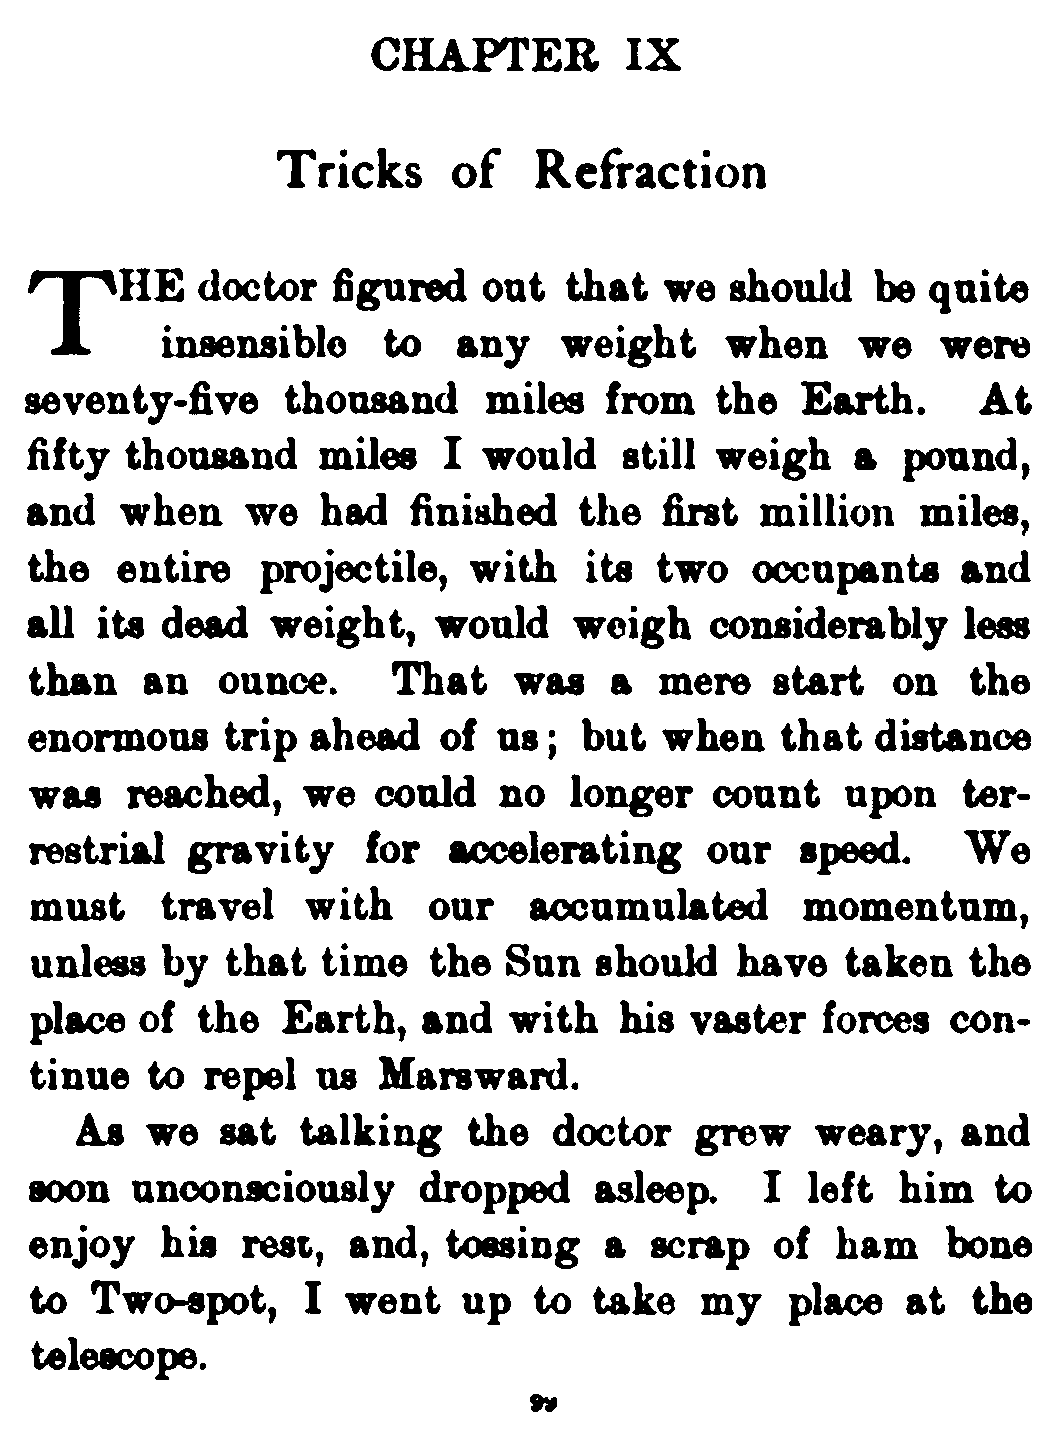 CHAPTER IX
Tricks of Refraction
THE doctor figured out that we should be quite
insensible to any weight when we were
seventy-five thousand miles from the Earth. At
fifty thousand miles I would still weigh a pound,
and when we had finished the first million miles,
the entire projectile, with its two occupants and
all its dead weight, would weigh considerably less
than an ounce. That was a mere start on the
enormous trip ahead of us; but when that distance
was reached, we could no longer count upon ter-
restrial gravity for accelerating our speed. We
must travel with our accumulated momentum,
unless by that time the Sun should have taken the
place of the Earth, and with his vaster forces con-
tinue to repel us Marsward.
As we sat talking the doctor grew weary, and
soon unconsciously dropped asleep. I left him to
enjoy his rest, and, tossing a scrap of ham bone
to Two-spot, I went up to take my place at the
telescope.